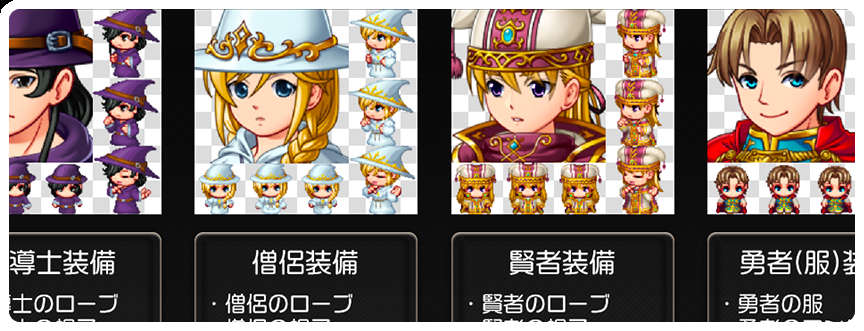 導士装備
僧侶装備
賢者装備
勇者(服)装
導士のローブ
・僧侶のローブ
・賢者のローブ
・勇者の服